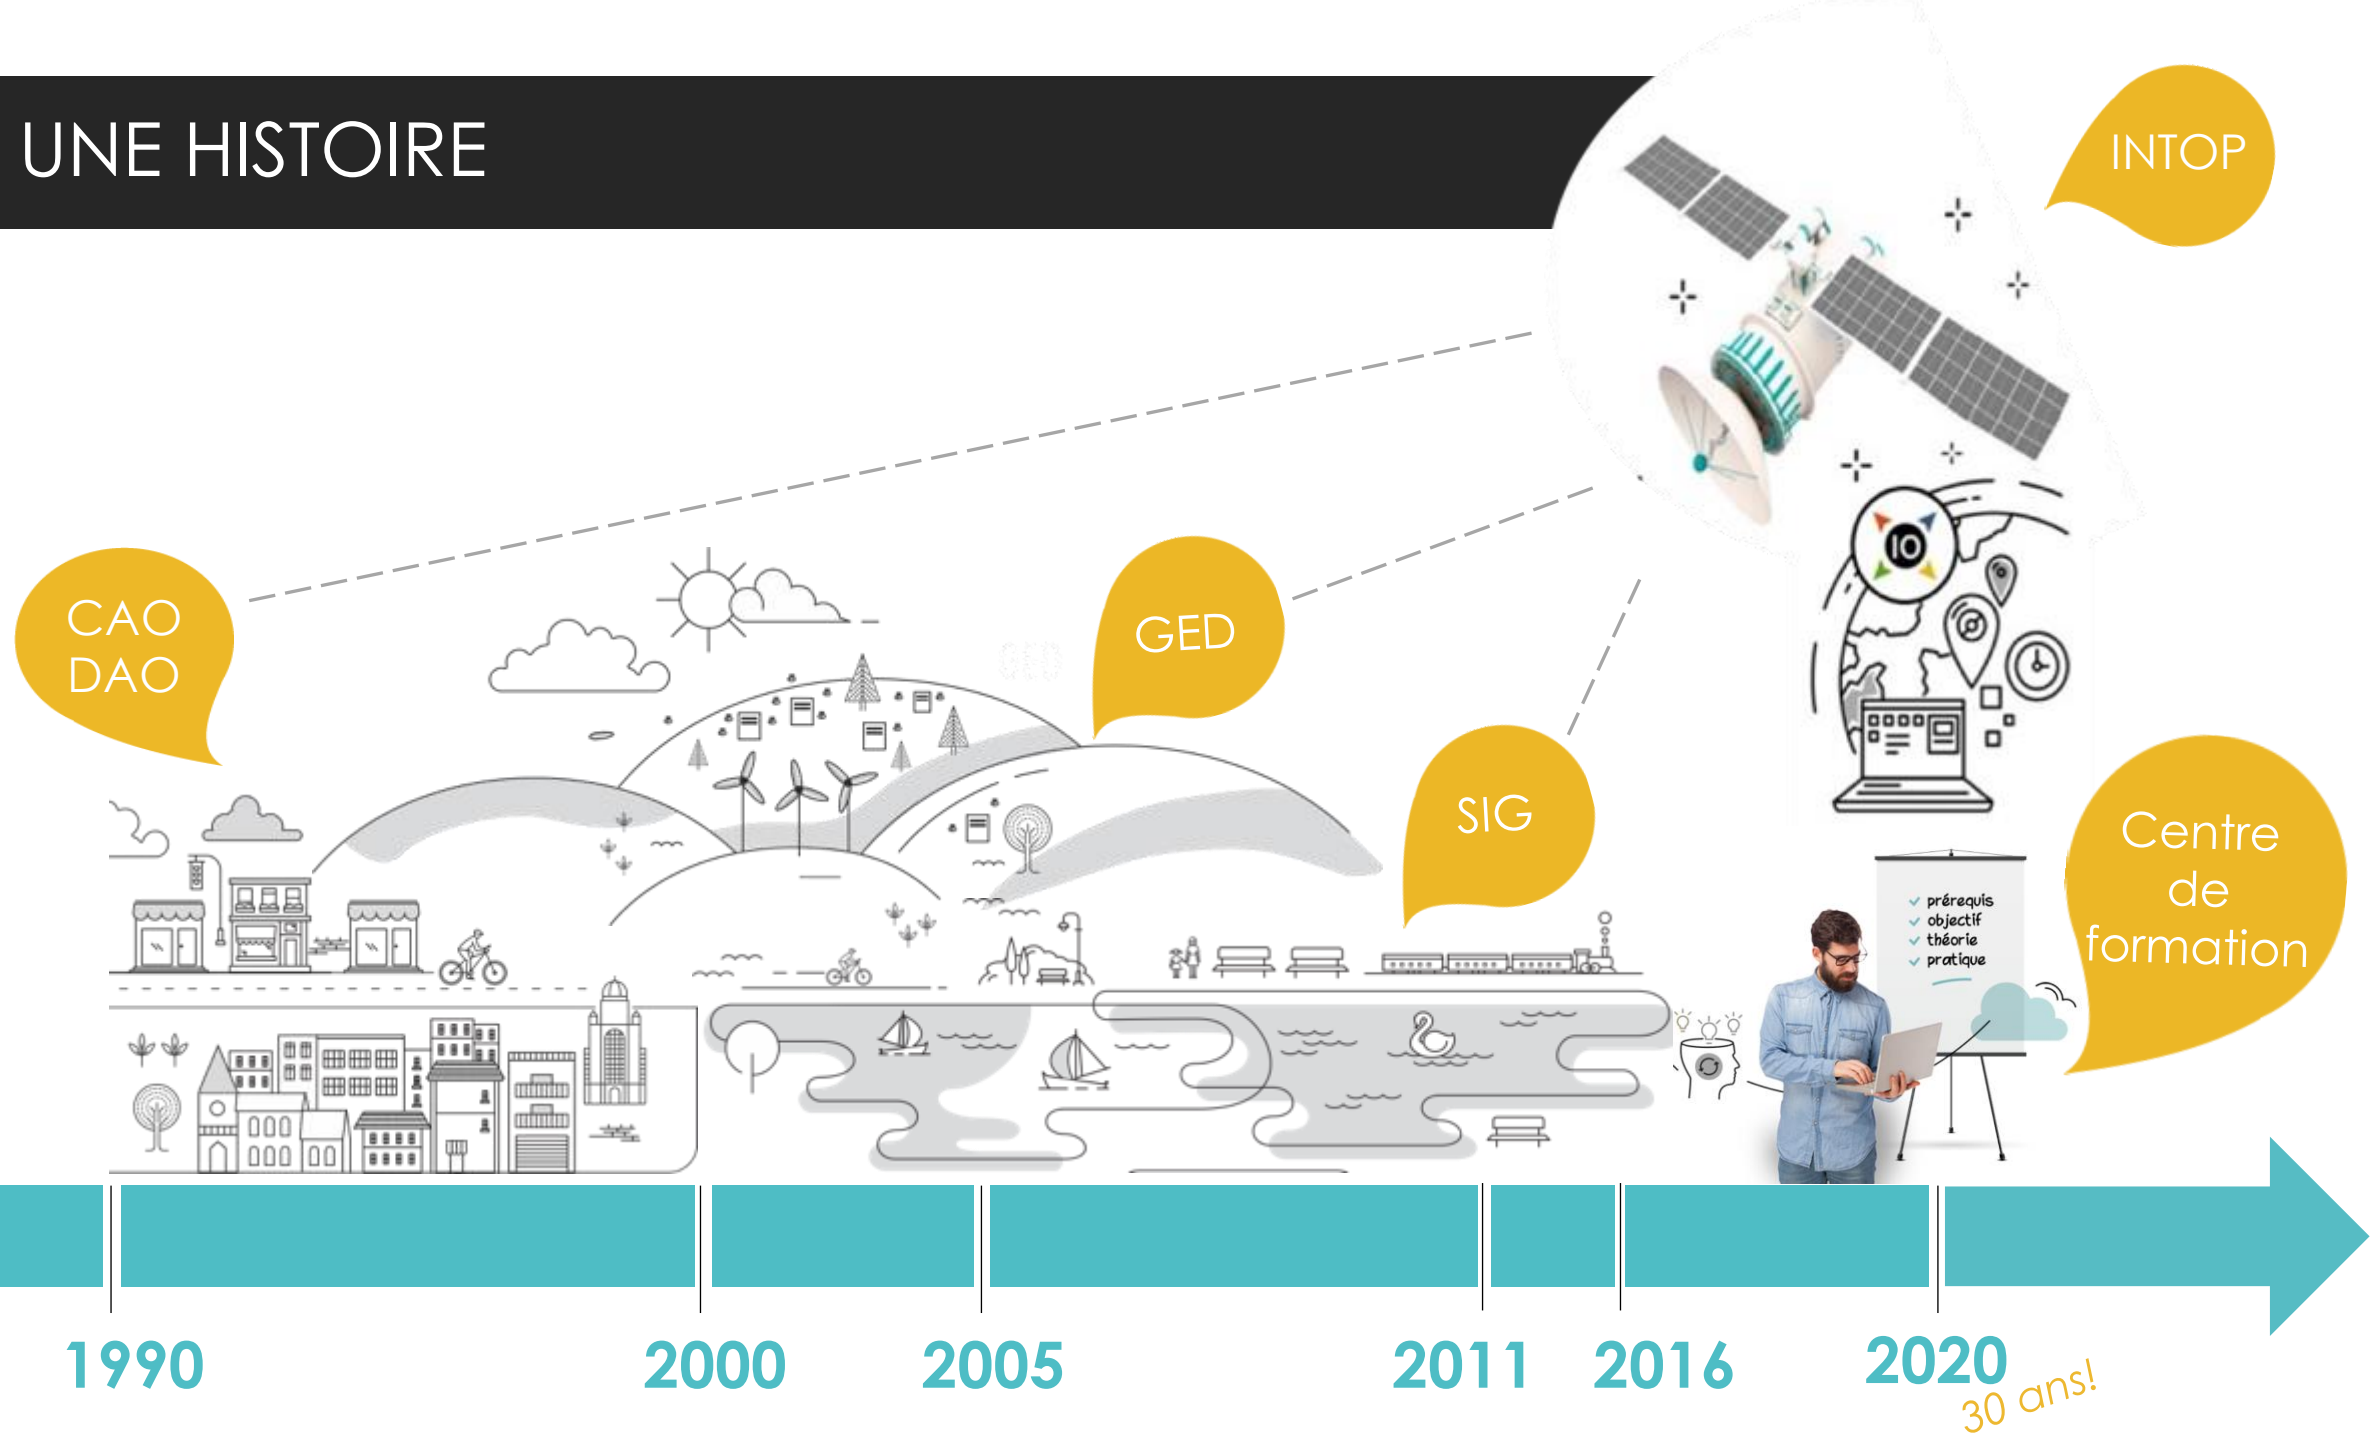 UNE HISTOIRE
INTOP
CAO
DAO
GED
SIG
IO
Centre
de
formation
prérequis
objectif
théorie
pratique
1990
2000
2005
2011
2016
2020
30 ans!